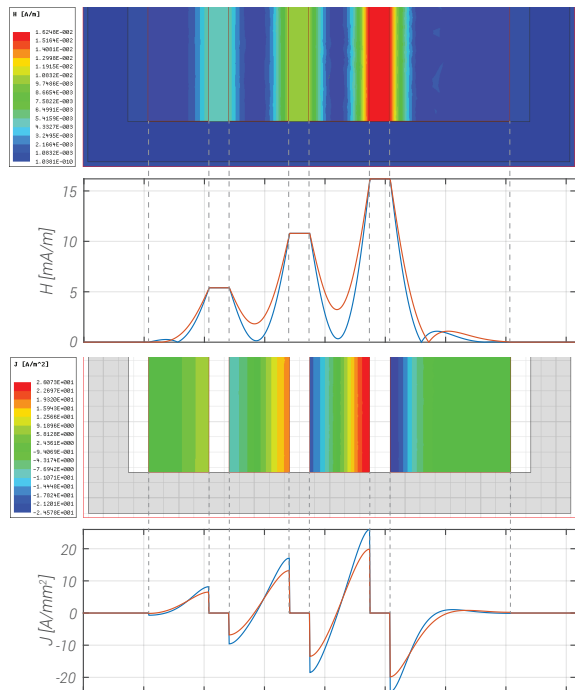 H [A/m]
1.6246E-002
1.5164E-002
1.4081E-002
1.2998E-002
1.1915E-002
1.0832E-002
9.7486E-003
8.6654E-003
7.5822E-003
6.4991E-003
5.4159E-003
4.3327E-003
3.2495E-003
2.1664E-003
1.0832E-003
1.0381E-010
15
10
5
0
H [mA/m]
J [A/m^2]
2.6073E+001
2.2697E+001
1.9320E+001
1.5943E+001
1.2566E+001
9.1896E+000
5.8128E+000
2.4361E+000
-9.4069E-001
-4.3174E+000
-7.6942E+000
-1.1071E+001
-1.4448E+001
-1.7824E+001
-2.1201E+001
-2.4578E+001
20
10
0
-10
-20
J [A/mm²]